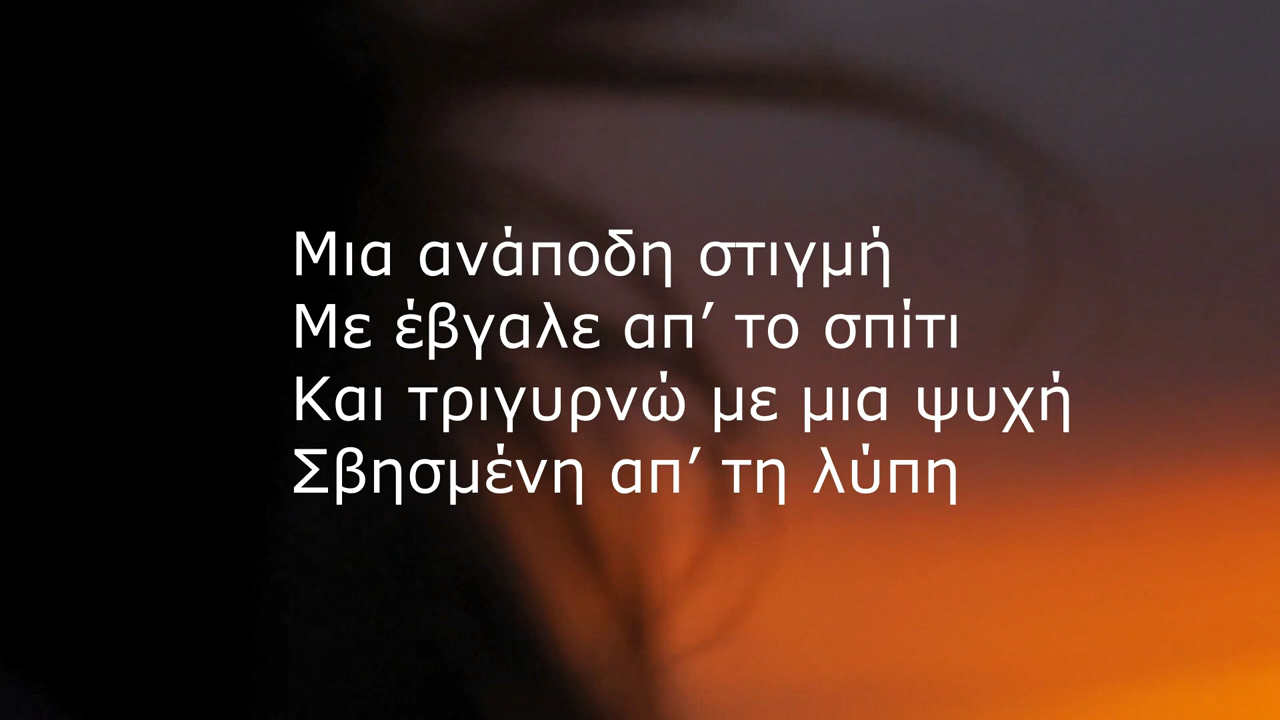 Μια ανάποδη στιγμή
Με έβγαλε απ’ το σπίτι
Και τριγυρνώ με μια ψυχή
Σβησμένη απ’ τη λύπη